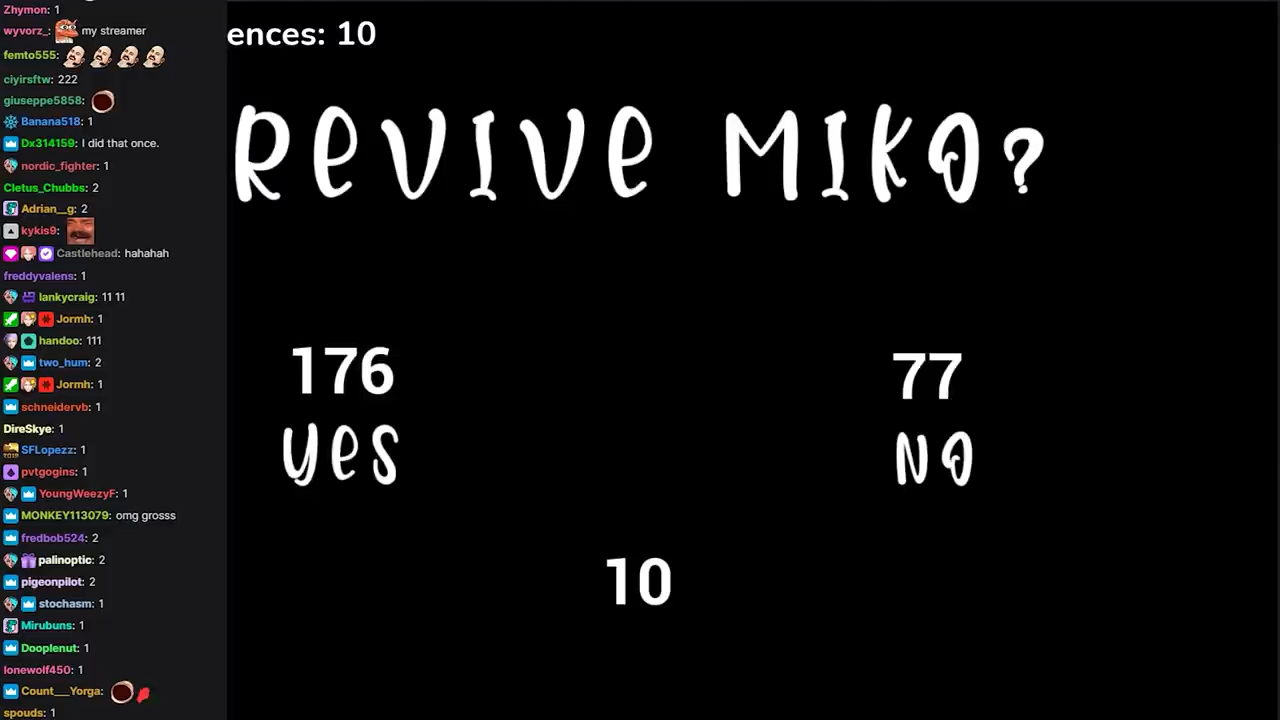 Zhymon: 1
wyvorz_: my streamer
femto555:
ciyirsftw: 222
giuseppe5858:
Banana518: 1
Dx314159: I did that once.
nordic_fighter: 1
Cletus_Chubbs: 2
Adrian__g: 2
kykis9:
Castlehead: hahahah
freddyvalens: 1
lankycraig: 11 11
Jormh: 1
handoo: 111
two_hum: 2
Jormh: 1
schneidervb: 1
DireSkye: 1
SFLopezz: 1
pvtgogins: 1
YoungWeezyF: 1
MONKEY113079: omg grosss
fredbob524: 2
palinoptic: 2
pigeonpilot: 2
stochasm: 1
Mirubuns: 1
Dooplenut: 1
lonewolf450: 1
Count___Yorga:
spouds: 1
ences: 10
REVIVE MIKO?
176
YES
77
NO
10